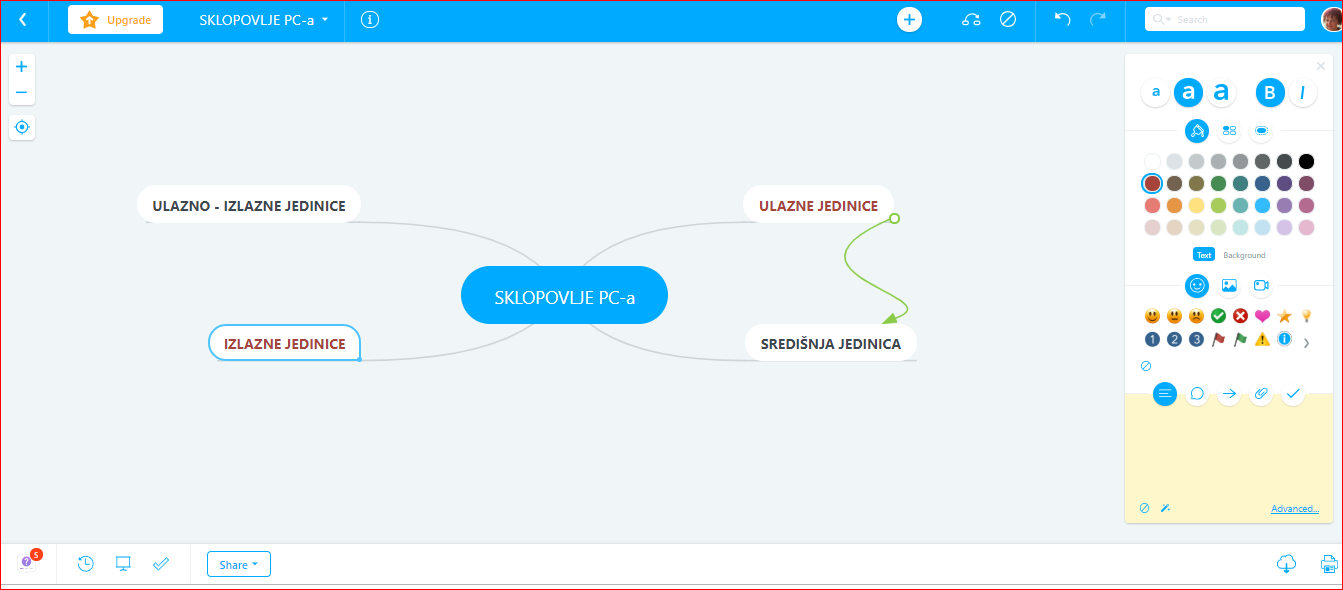 Upgrade
SKLOPOVLJE PC-a
Search
a a a B I
ULAZNO - IZLAZNE JEDINICE
ULAZNE JEDINICE
SKLOPOVLJE PC-a
IZLAZNE JEDINICE
SREDIŠNJA JEDINICA
Text Background
1 2 3
Advanced...
? 5
Share